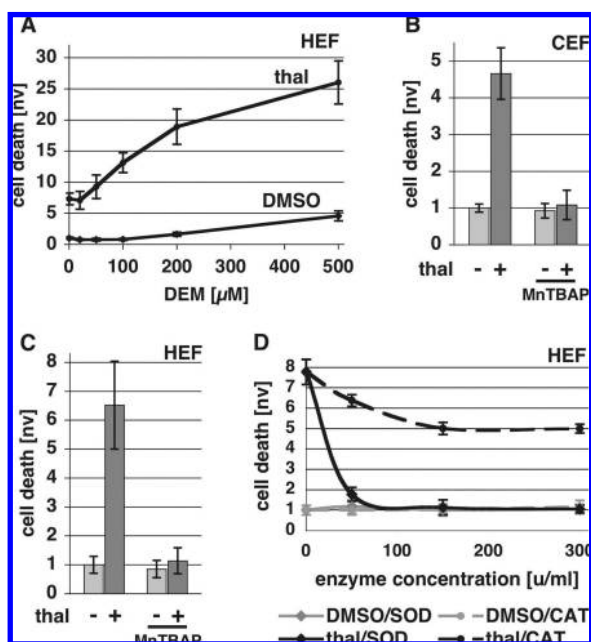 A
HEF
cell death [nv]
30
25
20
15
10
5
0
thal
DMSO
0 100 200 300 400 500
DEM [µM]
B
CEF
cell death [nv]
5
4
3
2
1
0
thal - + - +
MnTBAP
C
HEF
cell death [nv]
8
7
6
5
4
3
2
1
0
thal - + - +
MnTBAP
D
HEF
cell death [nv]
8
7
6
5
4
3
2
1
0
0 100 200 300
enzyme concentration [u/ml]
DMSO/SOD DMSO/CAT
thal/SOD thal/CAT